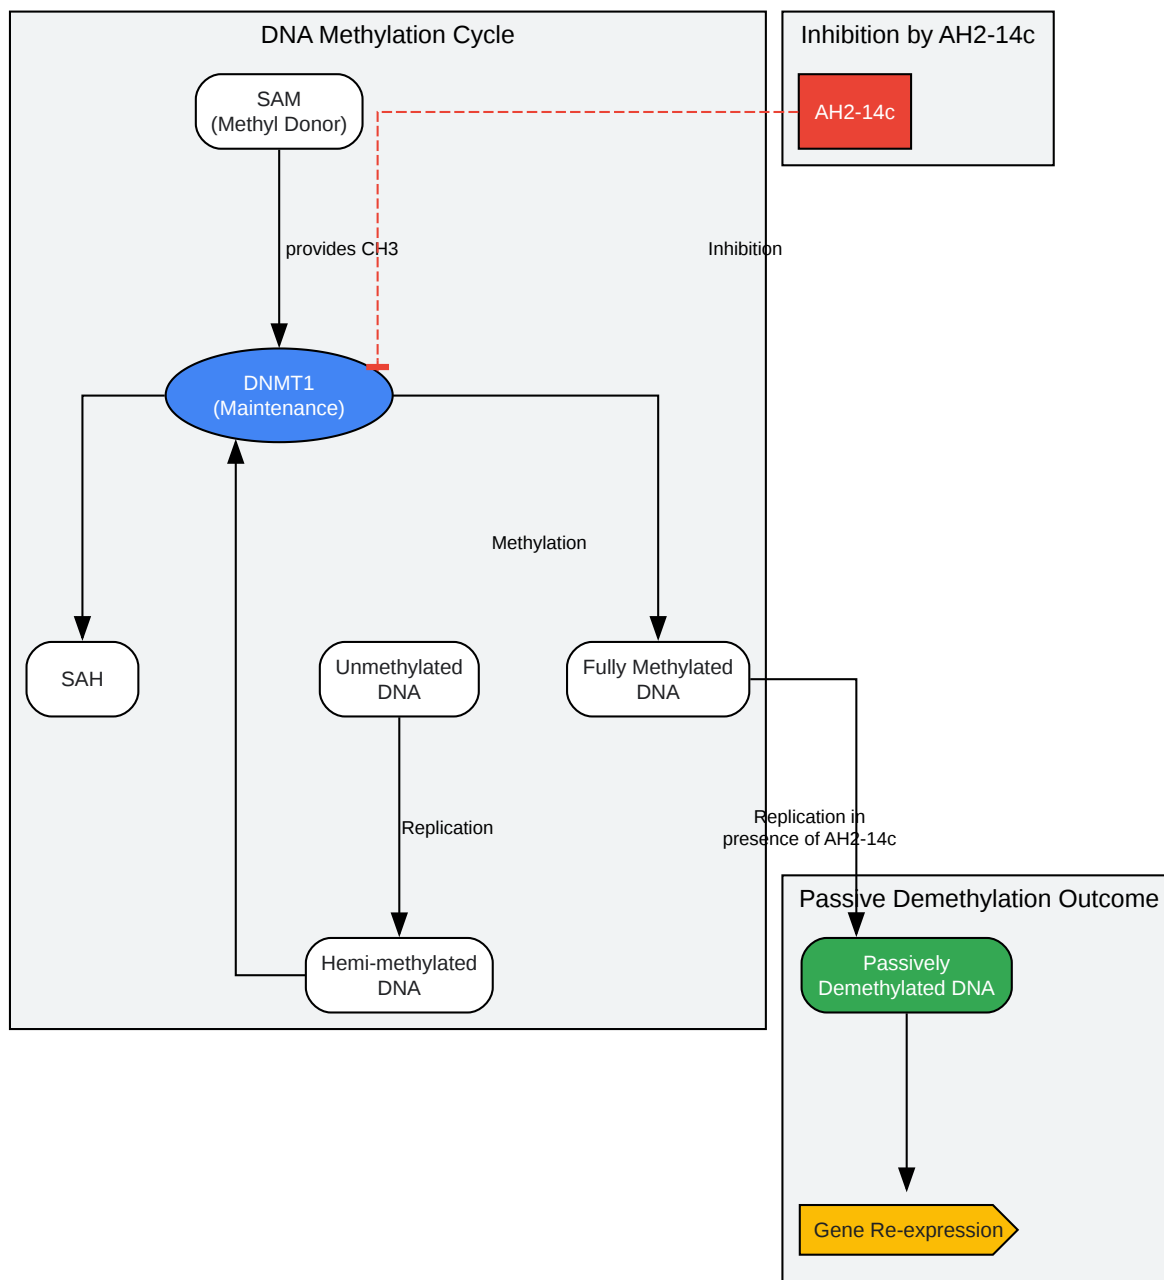 DNA Methylation Cycle
Inhibition by AH2-14c
SAM
(Methyl Donor)
AH2-14c
provides CH3
Inhibition
DNMT1
(Maintenance)
Methylation
SAH
Unmethylated
DNA
Fully Methylated
DNA
Replication
Replication in
presence of AH2-14c
Passive Demethylation Outcome
Hemi-methylated
DNA
Passively
Demethylated DNA
Gene Re-expression